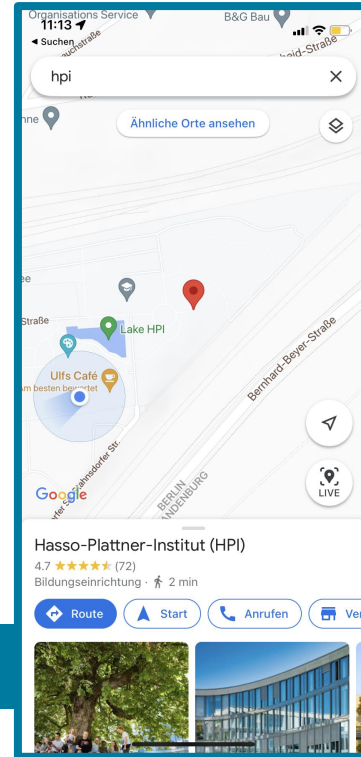 Organisations Service
B&G Bau
11:13
Suchen
hpi
Ähnliche Orte ansehen
Straße
Lake HPI
Ulfs Café
Am besten bewertet
Bernhard-Beyer-Straße
BERLIN
Google
LIVE
Hasso-Plattner-Institut (HPI)
4.7 (72)
Bildungseinrichtung · 2 min
Route
Start
Anrufen